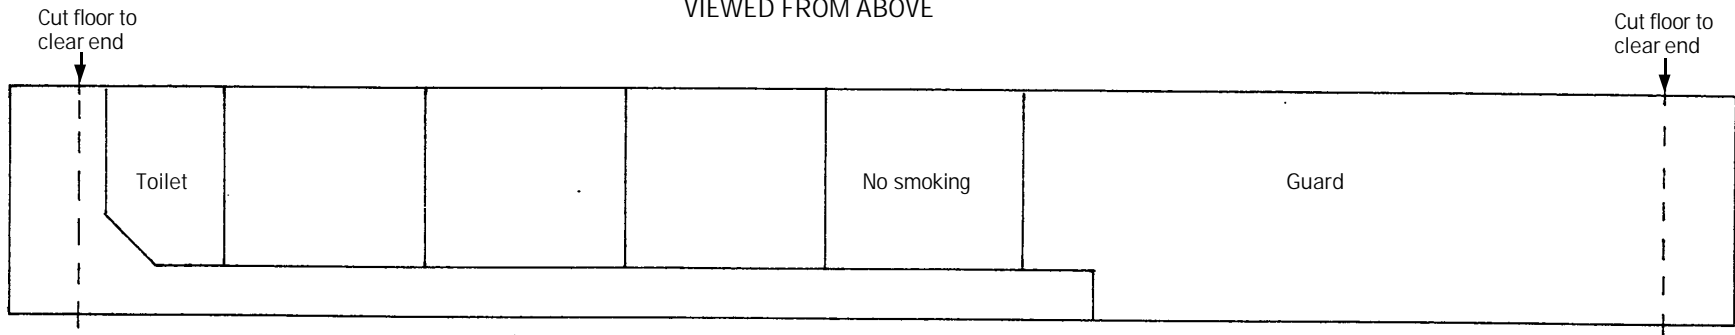 VIEWED FROM ABOVE
Cut floor to
clear end
Cut floor to
clear end
Toilet
No smoking
Guard